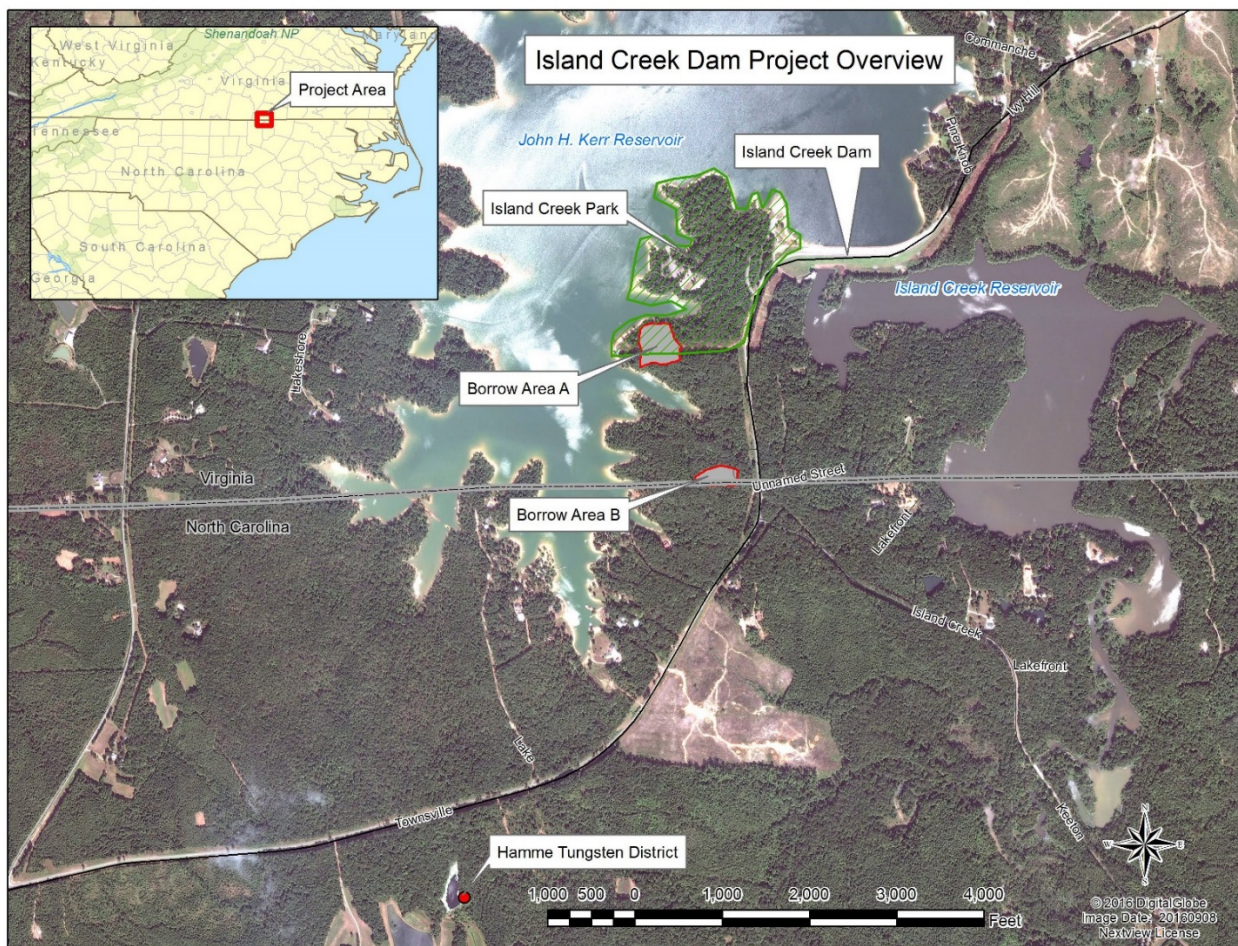 Island Creek Dam Project Overview
Shenandoah NP
West Virginia
Maryland
Kentucky
Virginia
Project Area
Tennessee
North Carolina
South Carolina
Georgia
Commanche
Ivy Hill
Pine Knob
John H. Kerr Reservoir
Island Creek Dam
Island Creek Park
Island Creek Reservoir
Lakeshore
Borrow Area A
Virginia
Unnamed Street
North Carolina
Borrow Area B
Lakefront
Island Creek
Lakefront
Lake
Keeton
Townsville
Hamme Tungsten District
N
W E
S
1,000 500 0 1,000 2,000 3,000 4,000
Feet
© 2016 DigitalGlobe
Image Date: 20160908
Nextview License